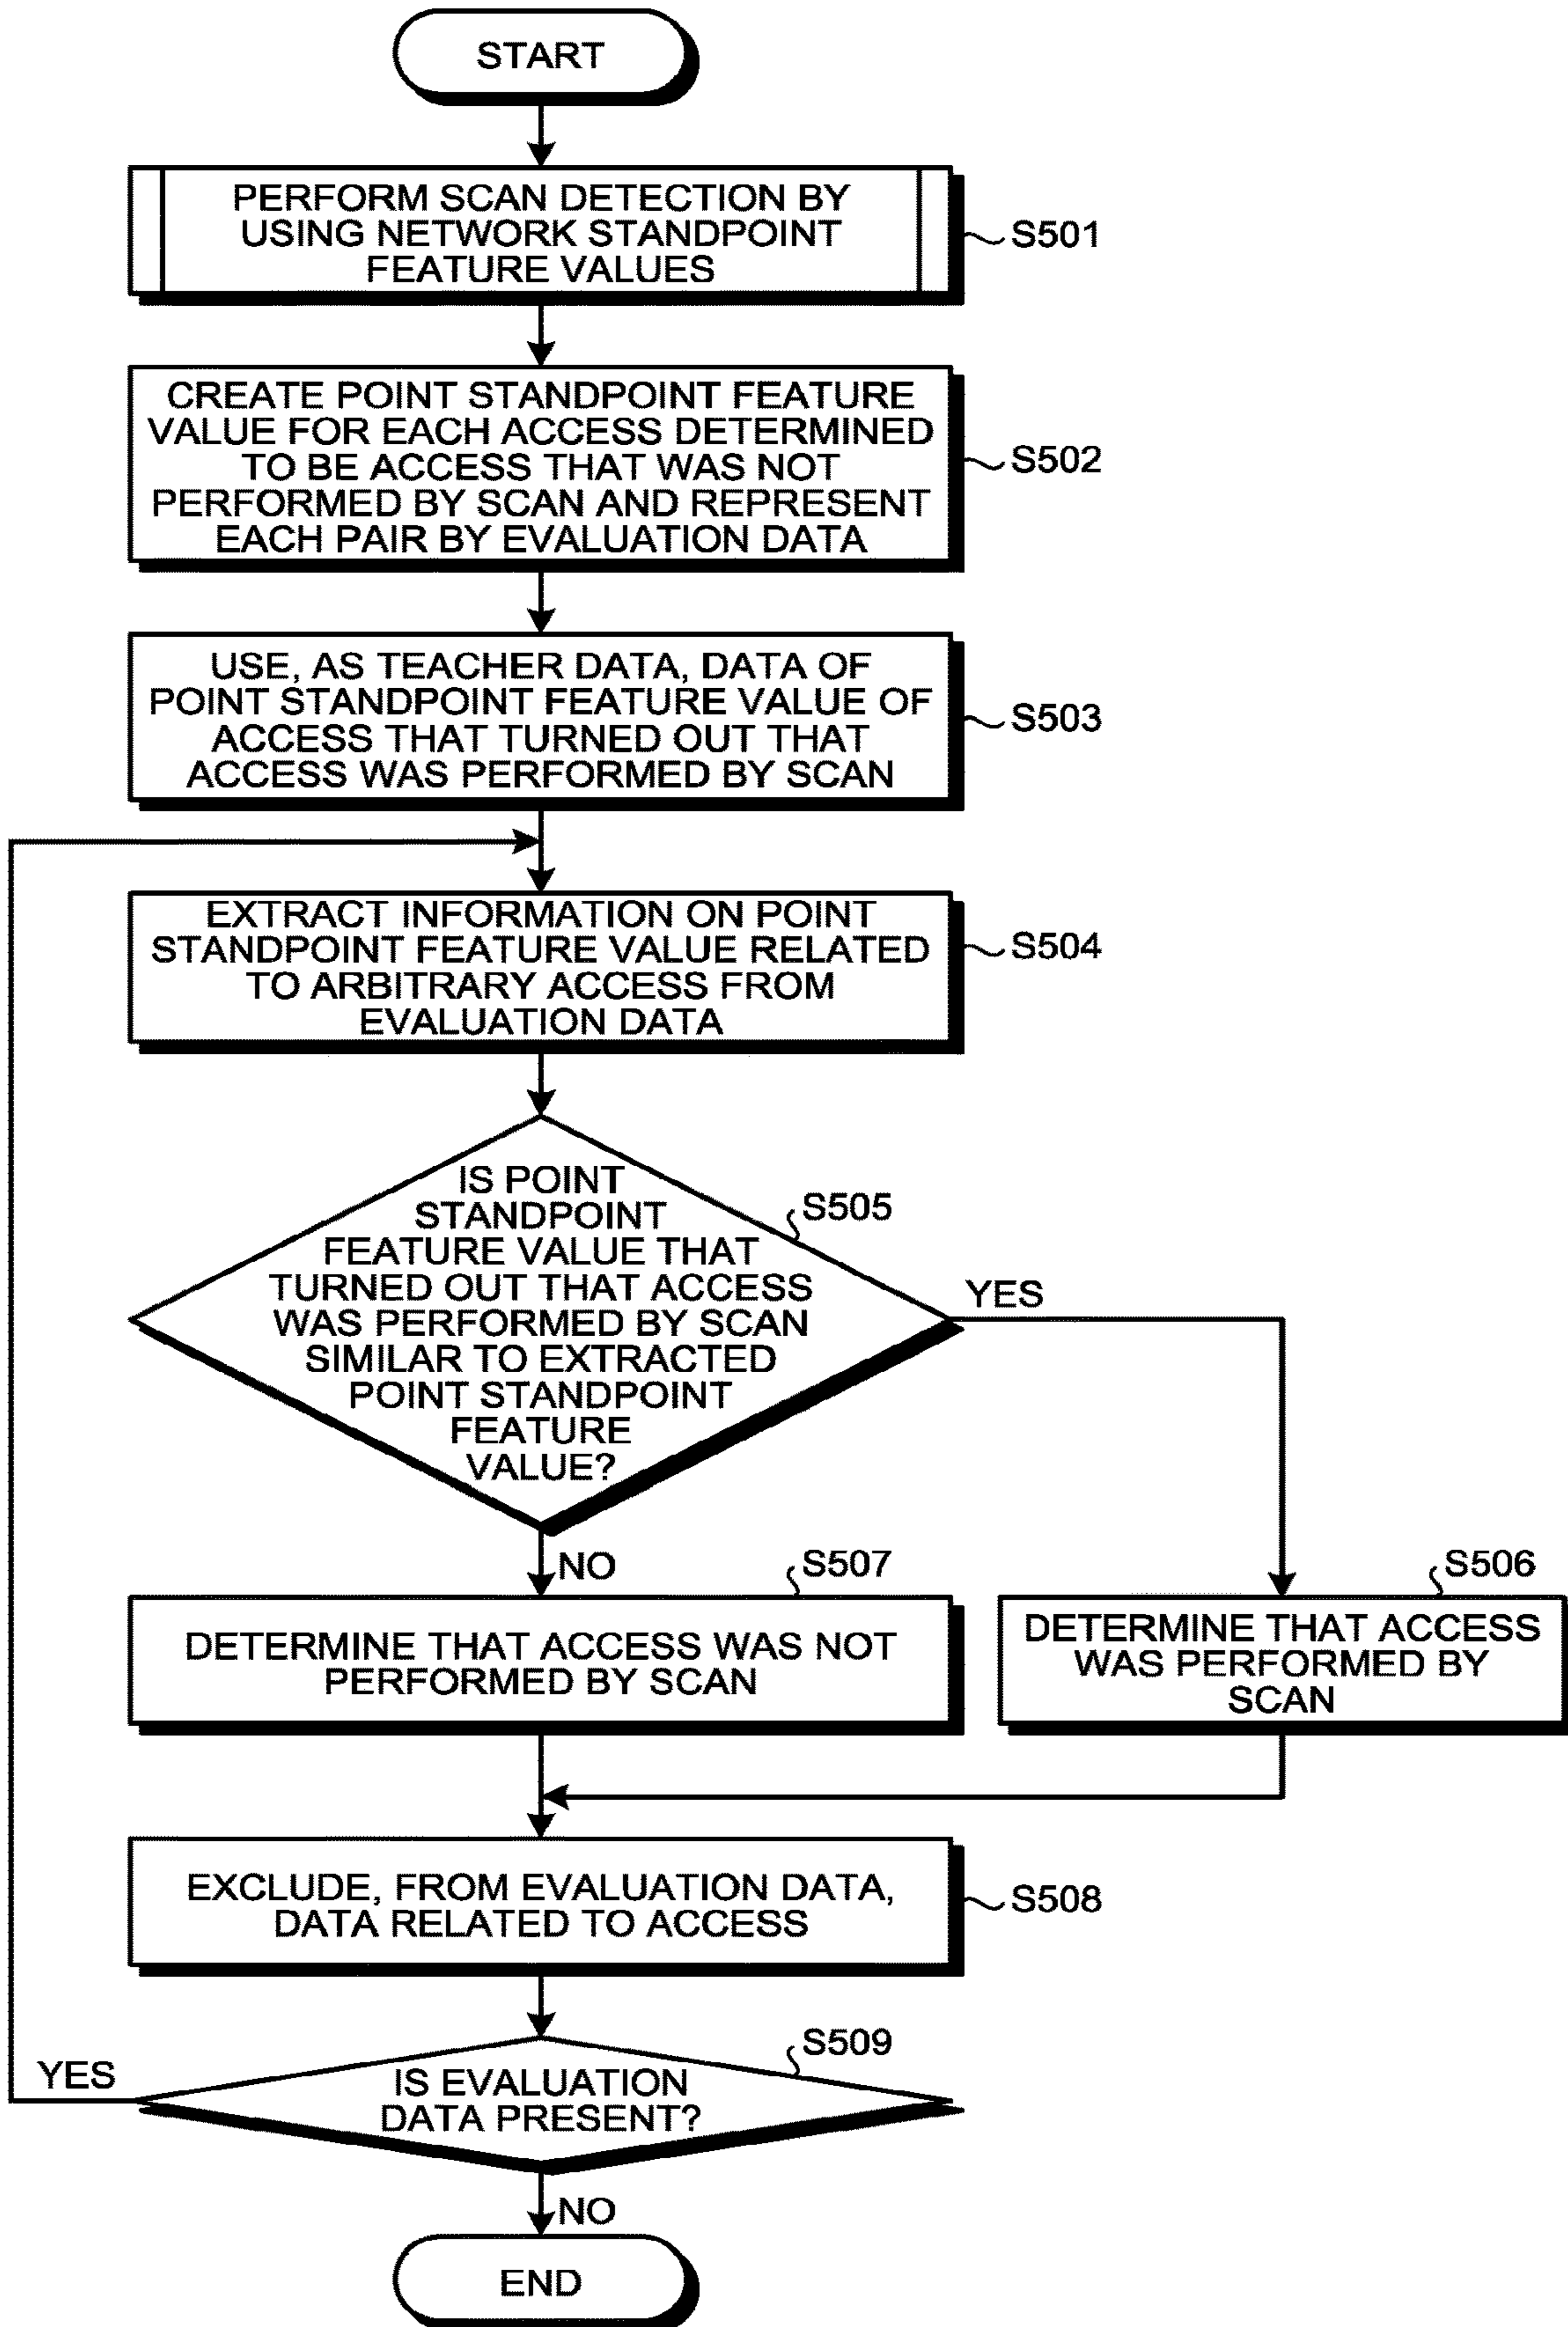 START
PERFORM SCAN DETECTION BY
USING NETWORK STANDPOINT
FEATURE VALUES
S501
CREATE POINT STANDPOINT FEATURE
VALUE FOR EACH ACCESS DETERMINED
TO BE ACCESS THAT WAS NOT
PERFORMED BY SCAN AND REPRESENT
EACH PAIR BY EVALUATION DATA
S502
USE, AS TEACHER DATA, DATA OF
POINT STANDPOINT FEATURE VALUE OF
ACCESS THAT TURNED OUT THAT
ACCESS WAS PERFORMED BY SCAN
S503
EXTRACT INFORMATION ON POINT
STANDPOINT FEATURE VALUE RELATED
TO ARBITRARY ACCESS FROM
EVALUATION DATA
S504
IS POINT
STANDPOINT
FEATURE VALUE THAT
TURNED OUT THAT ACCESS
WAS PERFORMED BY SCAN
SIMILAR TO EXTRACTED
POINT STANDPOINT
FEATURE
VALUE?
S505
YES
NO
S507
DETERMINE THAT ACCESS WAS NOT
PERFORMED BY SCAN
S506
DETERMINE THAT ACCESS
WAS PERFORMED BY
SCAN
EXCLUDE, FROM EVALUATION DATA,
DATA RELATED TO ACCESS
S508
S509
YES
IS EVALUATION
DATA PRESENT?
NO
END